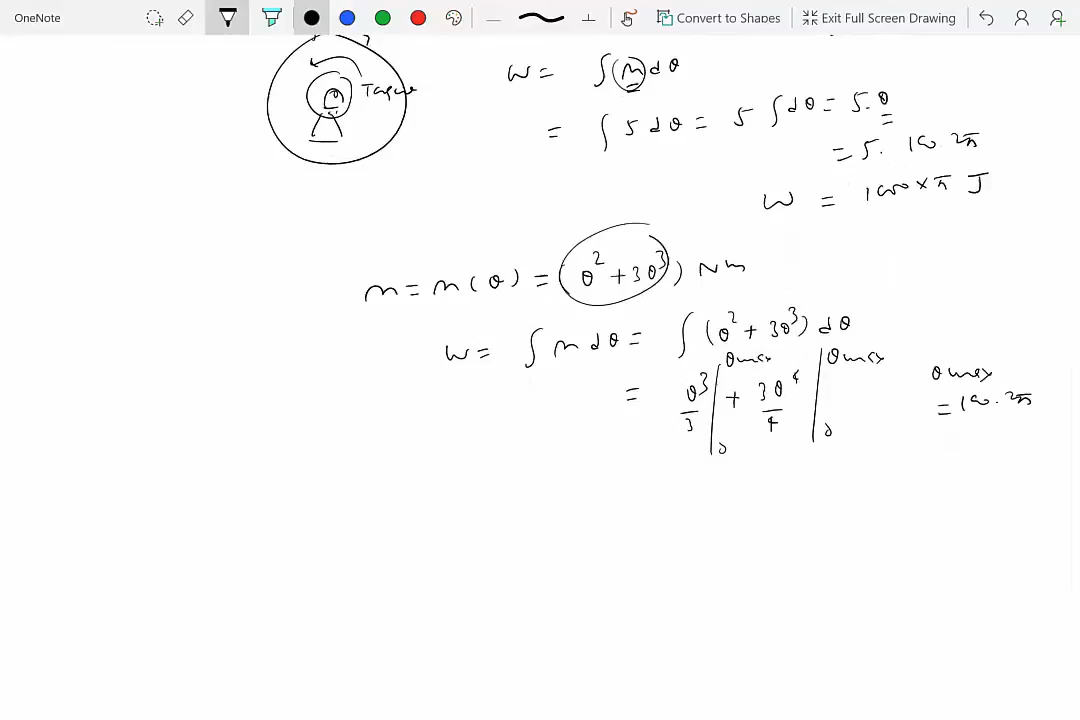 OneNote
Convert to Shapes
Exit Full Screen Drawing
Torque
W = ∫(M)dθ
= ∫ 5 dθ = 5 ∫dθ = 5.θ
= 5. 100. 2π
W = 1000 × π J
M = M(θ) = θ² + 3θ³) Nm
W = ∫ M dθ = ∫ (θ² + 3θ³) dθ
= θ³/3 |₀^θmax + 3θ⁴/4 |₀^θmax
θmax
= 100. 2π